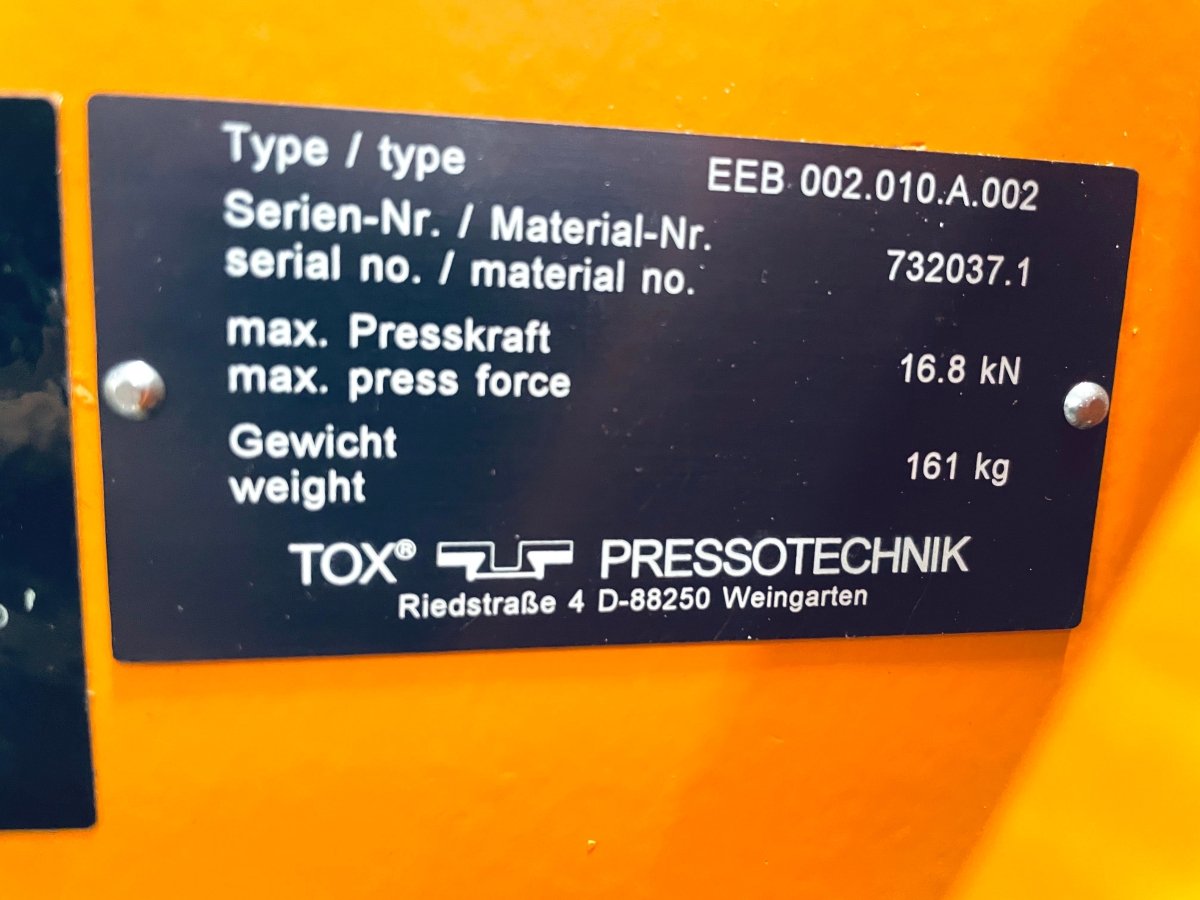 Type / type EEB 002.010.A.002
Serien-Nr. / Material-Nr.
serial no. / material no. 732037.1
max. Presskraft
max. press force 16.8 kN
Gewicht
weight 161 kg
TOX® PRESSOTECHNIK
Riedstraße 4 D-88250 Weingarten